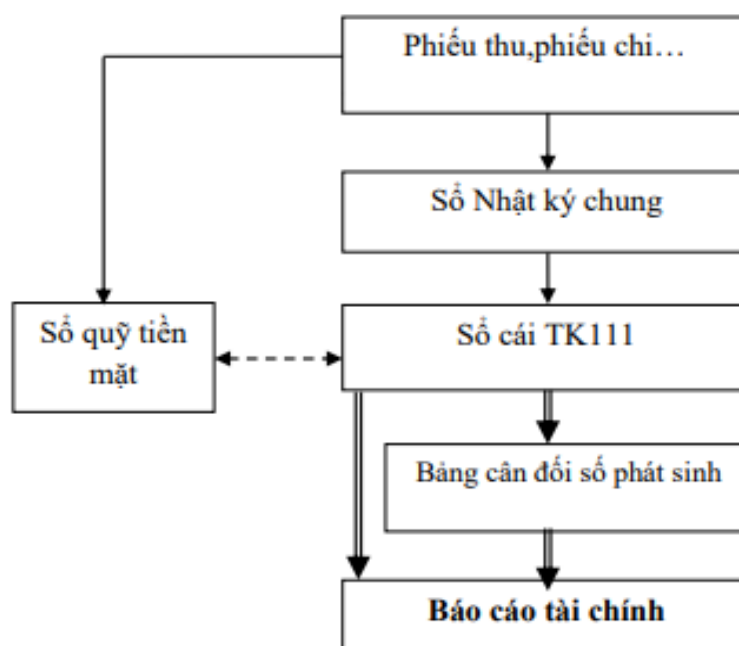 Phiếu thu,phiếu chi…
Sổ Nhật ký chung
Sổ quỹ tiền
mặt
Sổ cái TK111
Bảng cân đối số phát sinh
Báo cáo tài chính